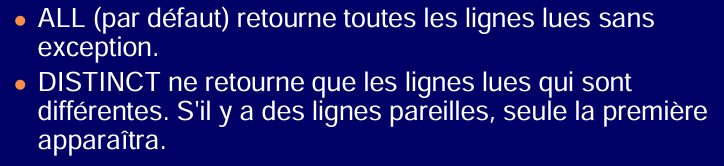 • ALL (par défaut) retourne toutes les lignes lues sans
exception.
• DISTINCT ne retourne que les lignes lues qui sont
différentes. S'il y a des lignes pareilles, seule la première
apparaîtra.